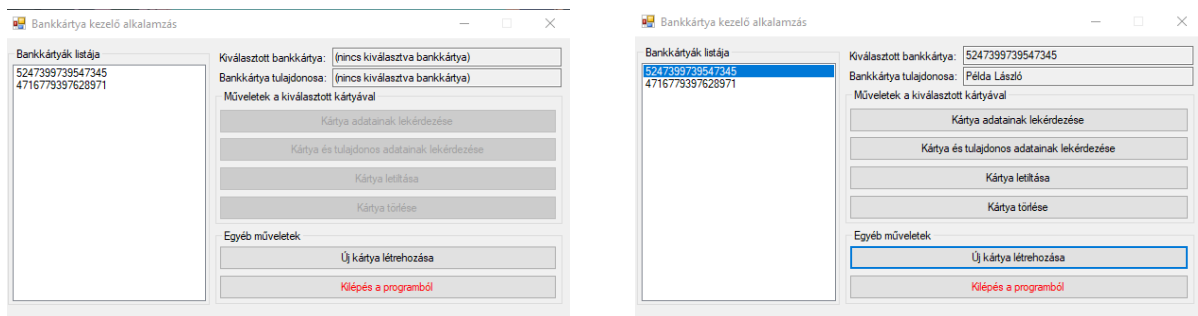 Bankkártya kezelő alkalamzás
Bankkártyák listája
5247399739547345
4716779397628971
Kiválasztott bankkártya: (nincs kiválasztva bankkártya)
Bankkártya tulajdonosa: (nincs kiválasztva bankkártya)
Műveletek a kiválasztott kártyával
Kártya adatainak lekérdezése
Kártya és tulajdonos adatainak lekérdezése
Kártya letiltása
Kártya törlése
Egyéb műveletek
Új kártya létrehozása
Kilépés a programból
Bankkártya kezelő alkalamzás
Bankkártyák listája
5247399739547345
4716779397628971
Kiválasztott bankkártya: 5247399739547345
Bankkártya tulajdonosa: Példa László
Műveletek a kiválasztott kártyával
Kártya adatainak lekérdezése
Kártya és tulajdonos adatainak lekérdezése
Kártya letiltása
Kártya törlése
Egyéb műveletek
Új kártya létrehozása
Kilépés a programból